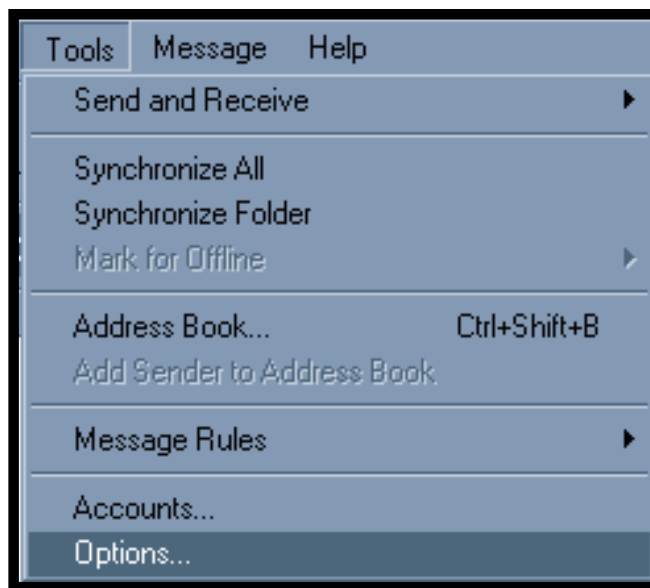 Tools Message Help
Send and Receive
Synchronize All
Synchronize Folder
Mark for Offline
Address Book... Ctrl+Shift+B
Add Sender to Address Book
Message Rules
Accounts...
Options...